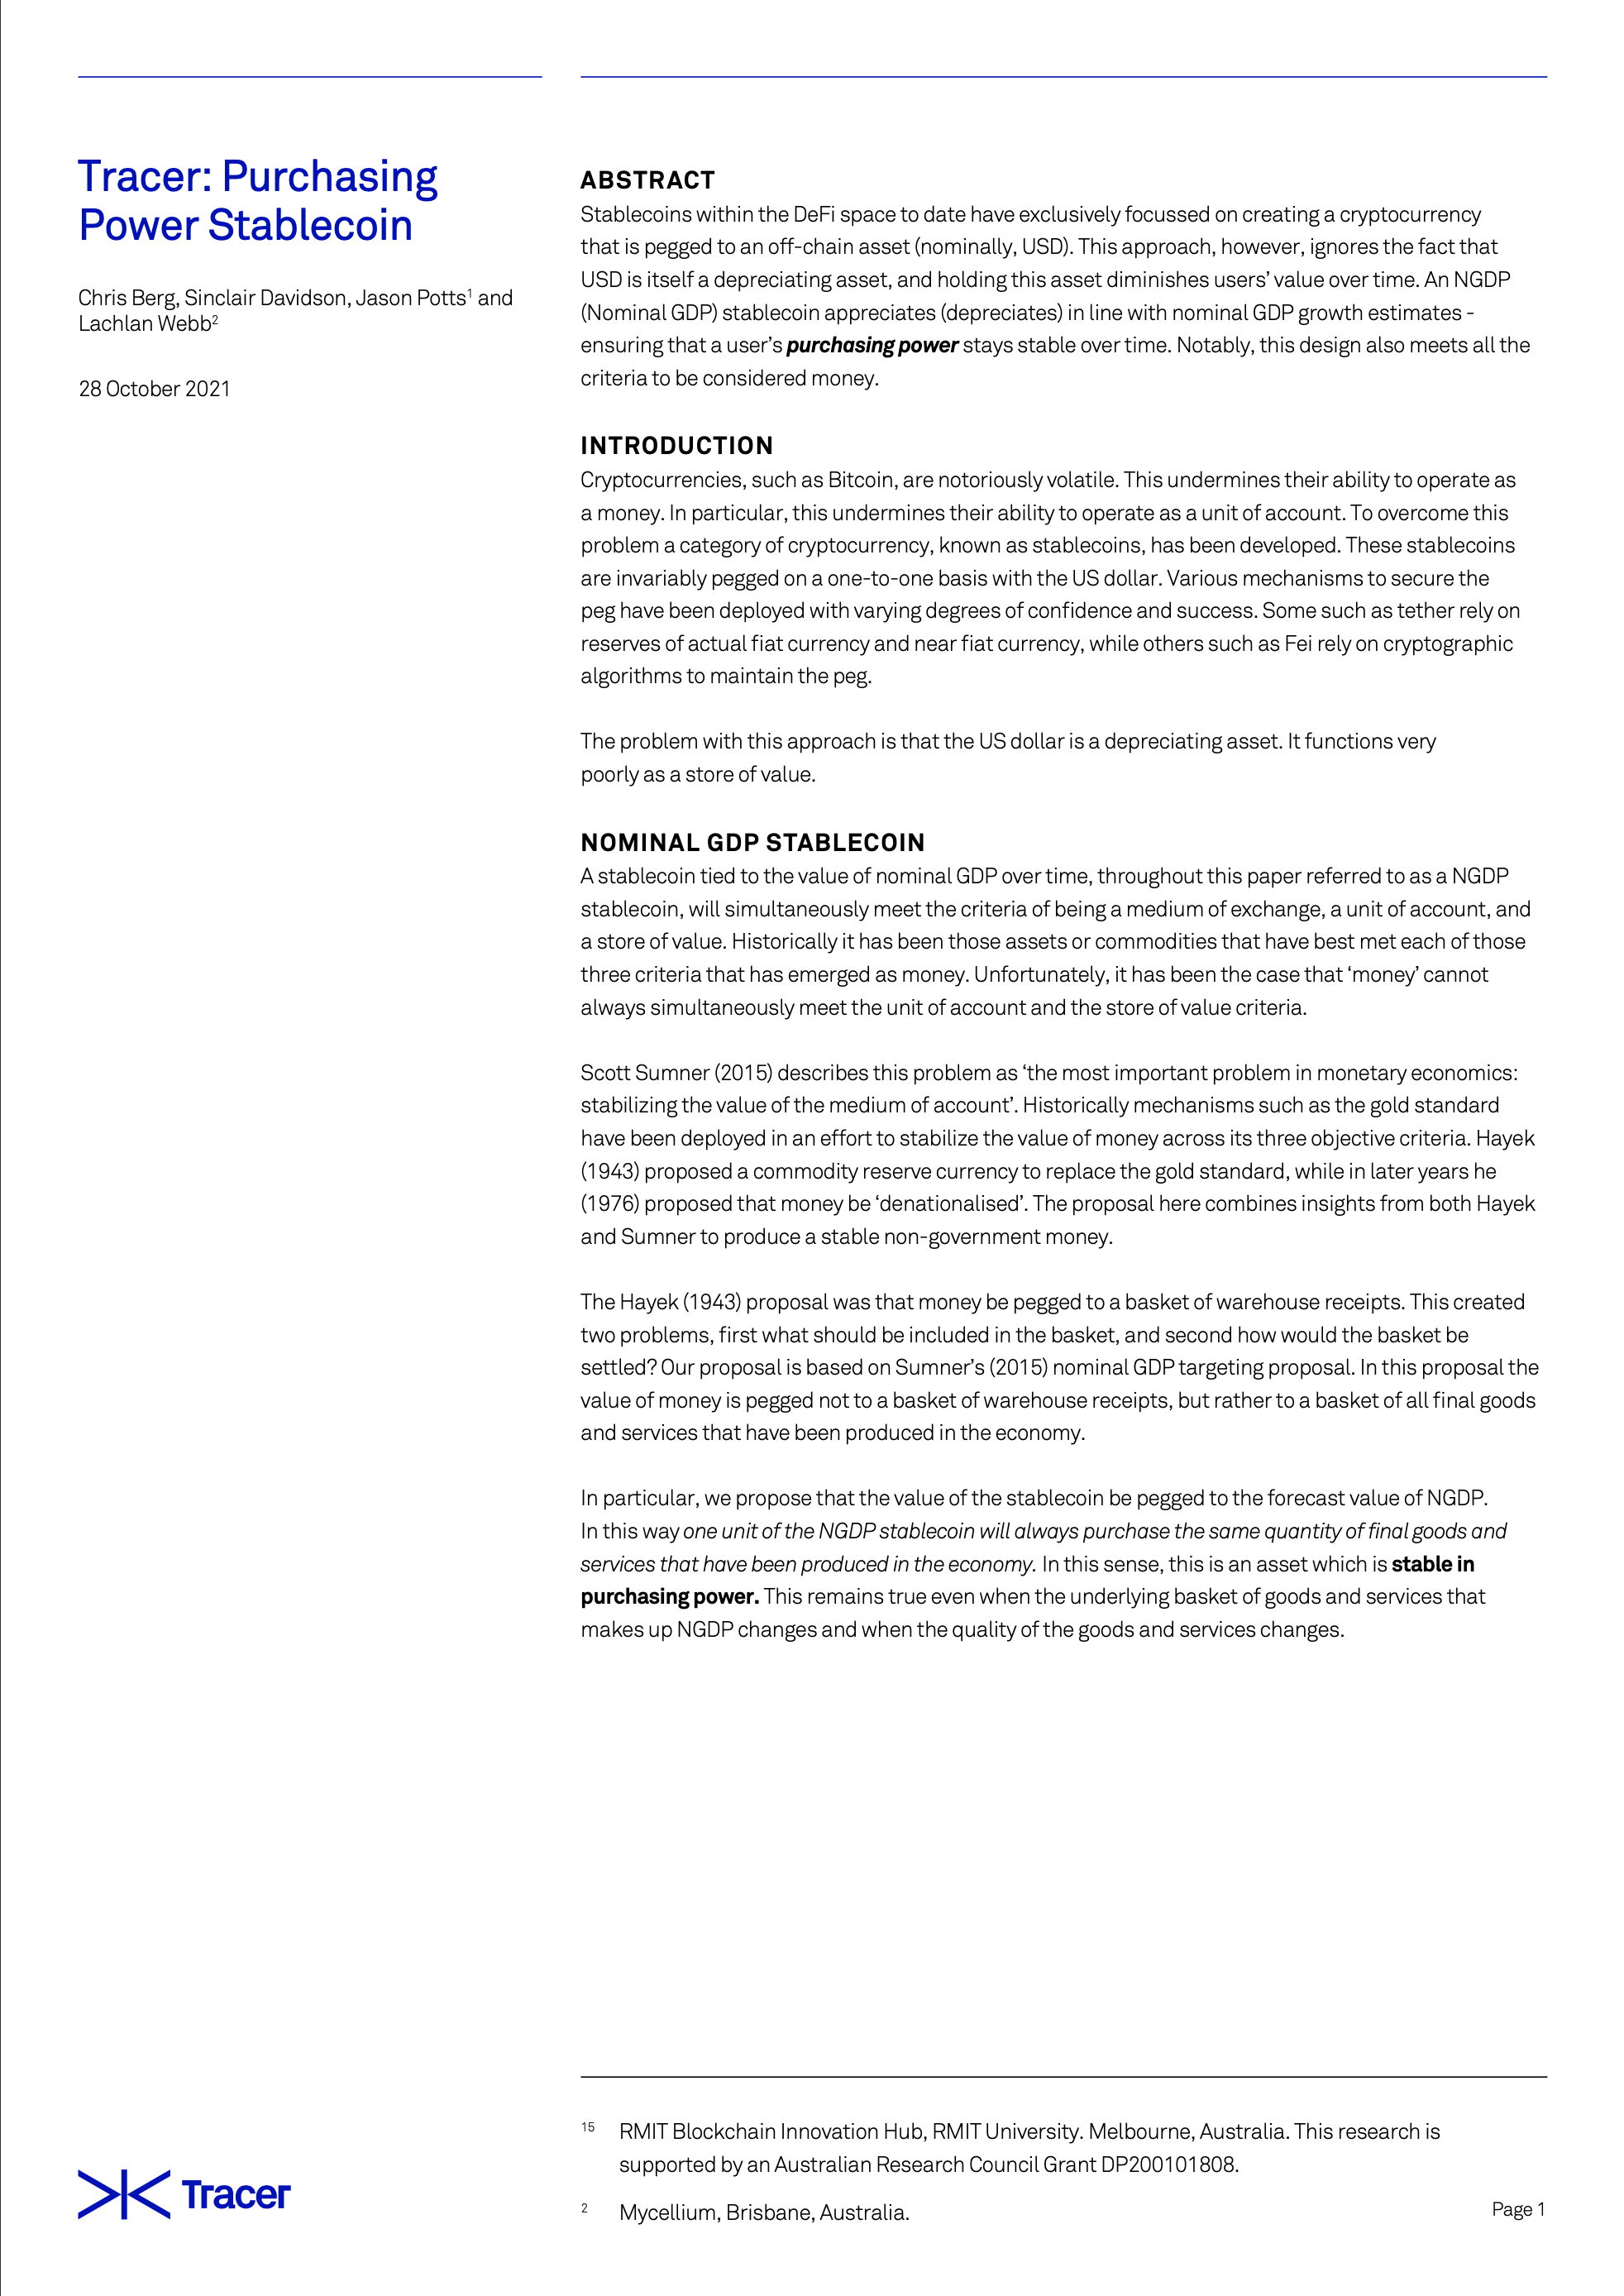 Tracer: Purchasing
Power Stablecoin
Chris Berg, Sinclair Davidson, Jason Potts¹ and
Lachlan Webb²
28 October 2021
ABSTRACT
Stablecoins within the DeFi space to date have exclusively focussed on creating a cryptocurrency
that is pegged to an off-chain asset (nominally, USD). This approach, however, ignores the fact that
USD is itself a depreciating asset, and holding this asset diminishes users’ value over time. An NGDP
(Nominal GDP) stablecoin appreciates (depreciates) in line with nominal GDP growth estimates -
ensuring that a user’s purchasing power stays stable over time. Notably, this design also meets all the
criteria to be considered money.
INTRODUCTION
Cryptocurrencies, such as Bitcoin, are notoriously volatile. This undermines their ability to operate as
a money. In particular, this undermines their ability to operate as a unit of account. To overcome this
problem a category of cryptocurrency, known as stablecoins, has been developed. These stablecoins
are invariably pegged on a one-to-one basis with the US dollar. Various mechanisms to secure the
peg have been deployed with varying degrees of confidence and success. Some such as tether rely on
reserves of actual fiat currency and near fiat currency, while others such as Fei rely on cryptographic
algorithms to maintain the peg.
The problem with this approach is that the US dollar is a depreciating asset. It functions very
poorly as a store of value.
NOMINAL GDP STABLECOIN
A stablecoin tied to the value of nominal GDP over time, throughout this paper referred to as a NGDP
stablecoin, will simultaneously meet the criteria of being a medium of exchange, a unit of account, and
a store of value. Historically it has been those assets or commodities that have best met each of those
three criteria that has emerged as money. Unfortunately, it has been the case that ‘money’ cannot
always simultaneously meet the unit of account and the store of value criteria.
Scott Sumner (2015) describes this problem as ‘the most important problem in monetary economics:
stabilizing the value of the medium of account’. Historically mechanisms such as the gold standard
have been deployed in an effort to stabilize the value of money across its three objective criteria. Hayek
(1943) proposed a commodity reserve currency to replace the gold standard, while in later years he
(1976) proposed that money be ‘denationalised’. The proposal here combines insights from both Hayek
and Sumner to produce a stable non-government money.
The Hayek (1943) proposal was that money be pegged to a basket of warehouse receipts. This created
two problems, first what should be included in the basket, and second how would the basket be
settled? Our proposal is based on Sumner’s (2015) nominal GDP targeting proposal. In this proposal the
value of money is pegged not to a basket of warehouse receipts, but rather to a basket of all final goods
and services that have been produced in the economy.
In particular, we propose that the value of the stablecoin be pegged to the forecast value of NGDP.
In this way one unit of the NGDP stablecoin will always purchase the same quantity of final goods and
services that have been produced in the economy. In this sense, this is an asset which is stable in
purchasing power. This remains true even when the underlying basket of goods and services that
makes up NGDP changes and when the quality of the goods and services changes.
15 RMIT Blockchain Innovation Hub, RMIT University. Melbourne, Australia. This research is
supported by an Australian Research Council Grant DP200101808.
2 Mycellium, Brisbane, Australia.
Tracer
Page 1